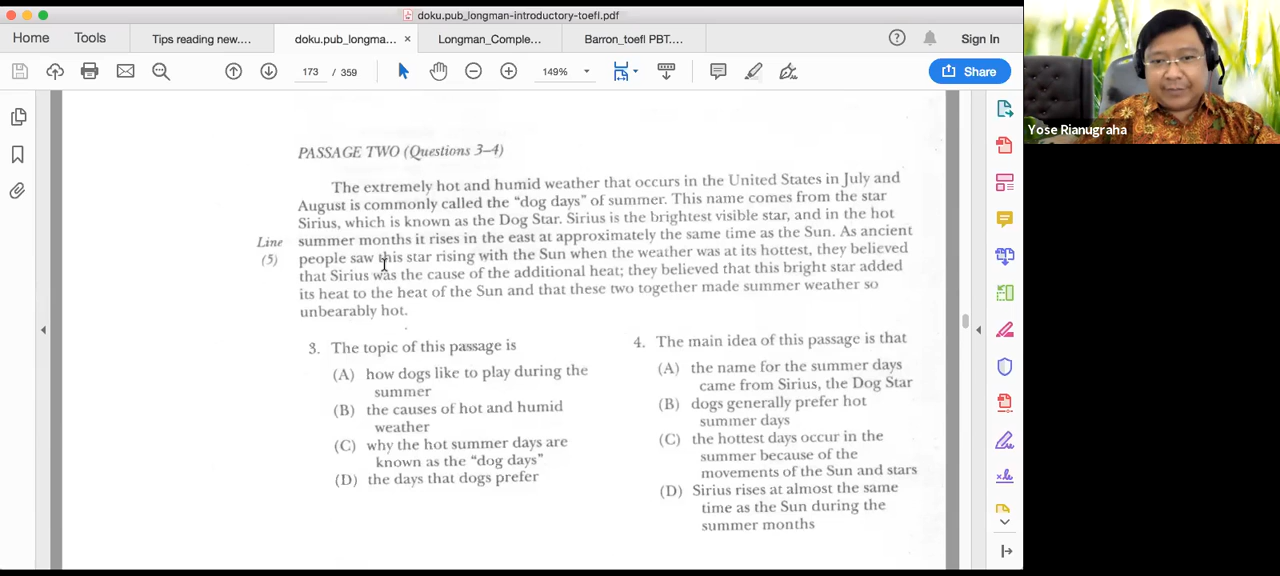 doku.pub_longman-introductory-toefl.pdf
Home
Tools
Tips reading new....
doku.pub_longma... ×
Longman_Comple...
Barron_toefl PBT....
Sign In
173 / 359
149%
Share
Yose Rianugraha
PASSAGE TWO (Questions 3–4)
The extremely hot and humid weather that occurs in the United States in July and
August is commonly called the “dog days” of summer. This name comes from the star
Sirius, which is known as the Dog Star. Sirius is the brightest visible star, and in the hot
Line summer months it rises in the east at approximately the same time as the Sun. As ancient
(5) people saw this star rising with the Sun when the weather was at its hottest, they believed
that Sirius was the cause of the additional heat; they believed that this bright star added
its heat to the heat of the Sun and that these two together made summer weather so
unbearably hot.
3. The topic of this passage is
(A) how dogs like to play during the
summer
(B) the causes of hot and humid
weather
(C) why the hot summer days are
known as the “dog days”
(D) the days that dogs prefer
4. The main idea of this passage is that
(A) the name for the summer days
came from Sirius, the Dog Star
(B) dogs generally prefer hot
summer days
(C) the hottest days occur in the
summer because of the
movements of the Sun and stars
(D) Sirius rises at almost the same
time as the Sun during the
summer months